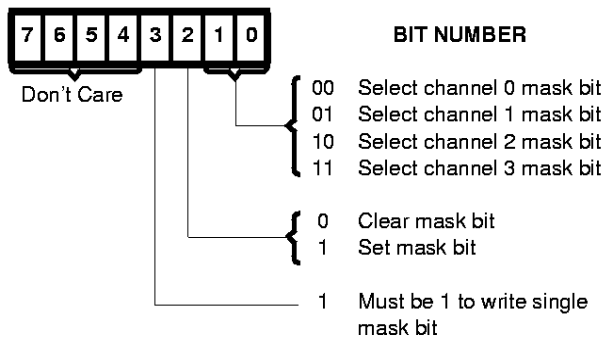 7 6 5 4 3 2 1 0 BIT NUMBER
Don't Care
00 Select channel 0 mask bit
01 Select channel 1 mask bit
10 Select channel 2 mask bit
11 Select channel 3 mask bit
0 Clear mask bit
1 Set mask bit
1 Must be 1 to write single
mask bit